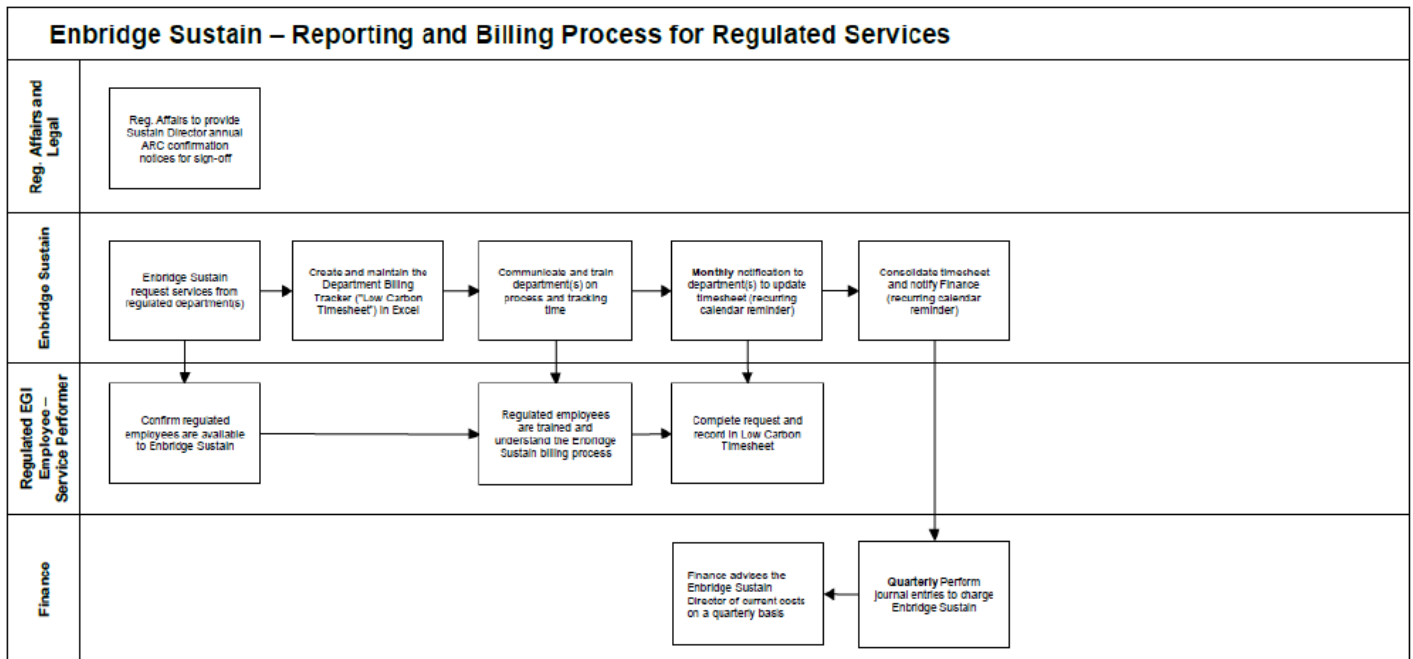 Enbridge Sustain – Reporting and Billing Process for Regulated Services
Reg. Affairs and
Legal
Reg. Affairs to provide
Sustain Director annual
ARC confirmation
notices for sign-off
Enbridge Sustain
Enbridge Sustain
request services from
regulated department(s)
Create and maintain the
Department Billing
Tracker ("Low Carbon
Timesheet") in Excel
Communicate and train
department(s) on
process and tracking
time
Monthly notification to
department(s) to update
timesheet (recurring
calendar reminder)
Consolidate timesheet
and notify Finance
(recurring calendar
reminder)
Regulated EGI
Employee –
Service Performer
Confirm regulated
employees are available
to Enbridge Sustain
Regulated employees
are trained and
understand the Enbridge
Sustain billing process
Complete request and
record in Low Carbon
Timesheet
Finance
Finance advises the
Enbridge Sustain
Director of current costs
on a quarterly basis
Quarterly Perform
journal entries to charge
Enbridge Sustain